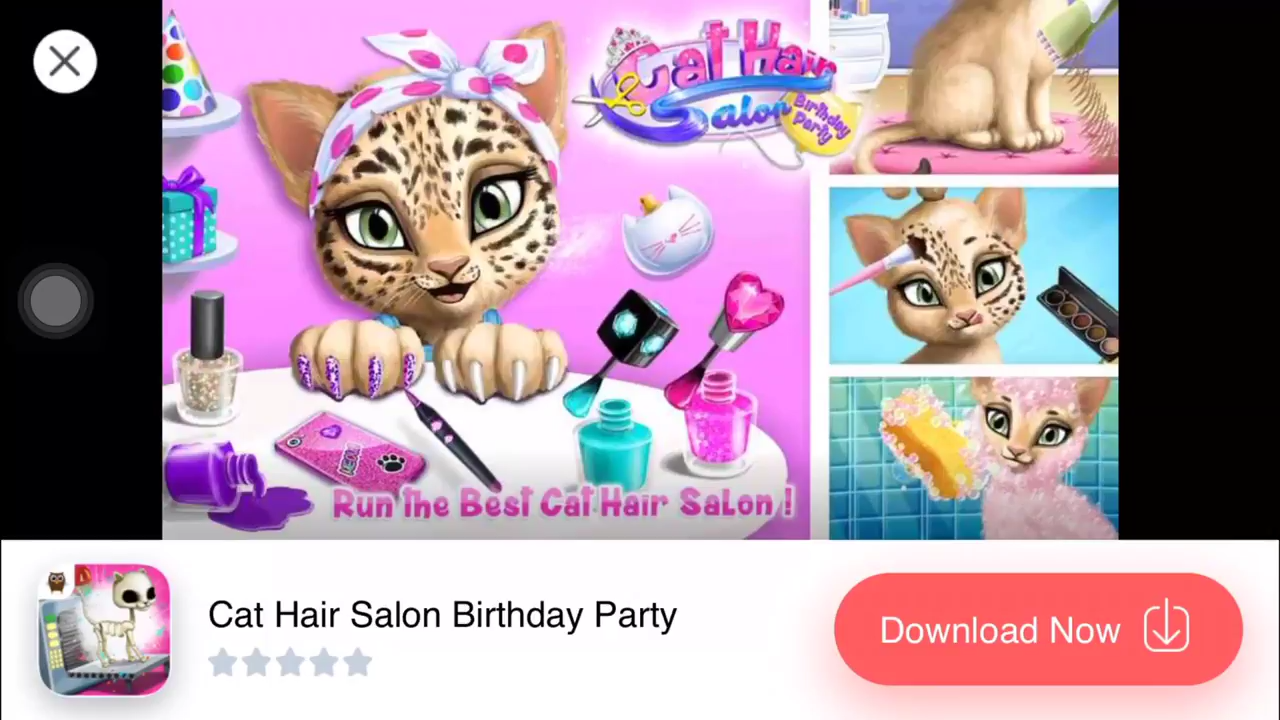 Cat Hair
Salon
Birthday
Party
Run the Best Cat Hair Salon !
Cat Hair Salon Birthday Party
Download Now